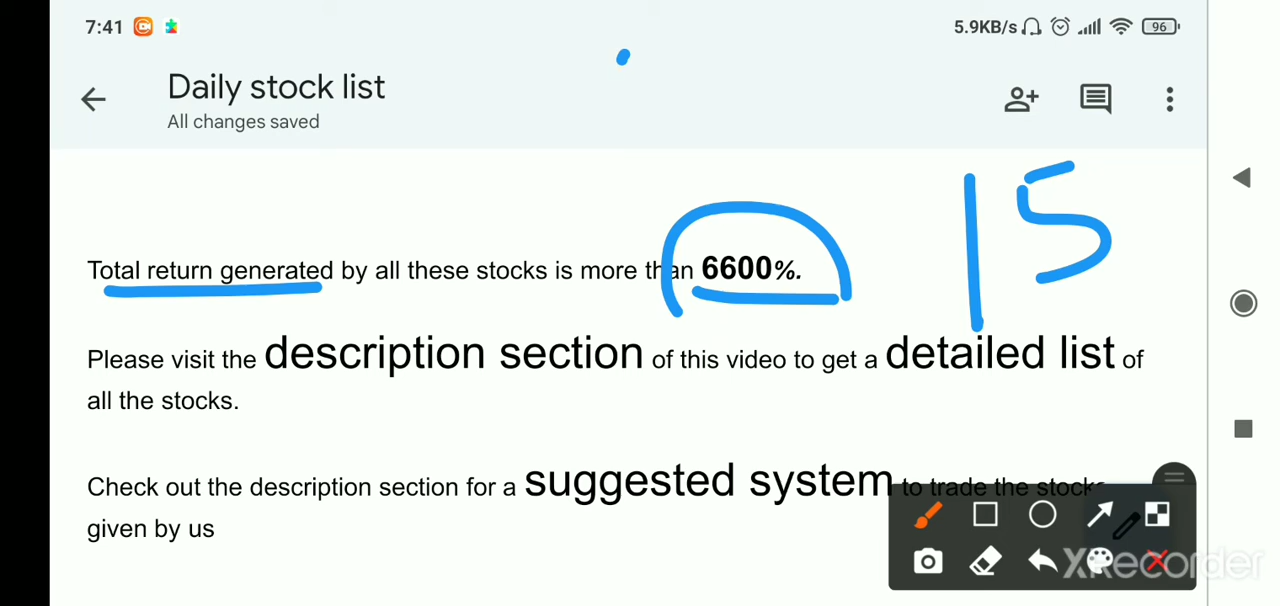 7:41 5.9KB/s 96
Daily stock list
All changes saved
15
Total return generated by all these stocks is more than 6600%.
Please visit the description section of this video to get a detailed list of
all the stocks.
Check out the description section for a suggested system to trade the stocks
given by us
XRecorder